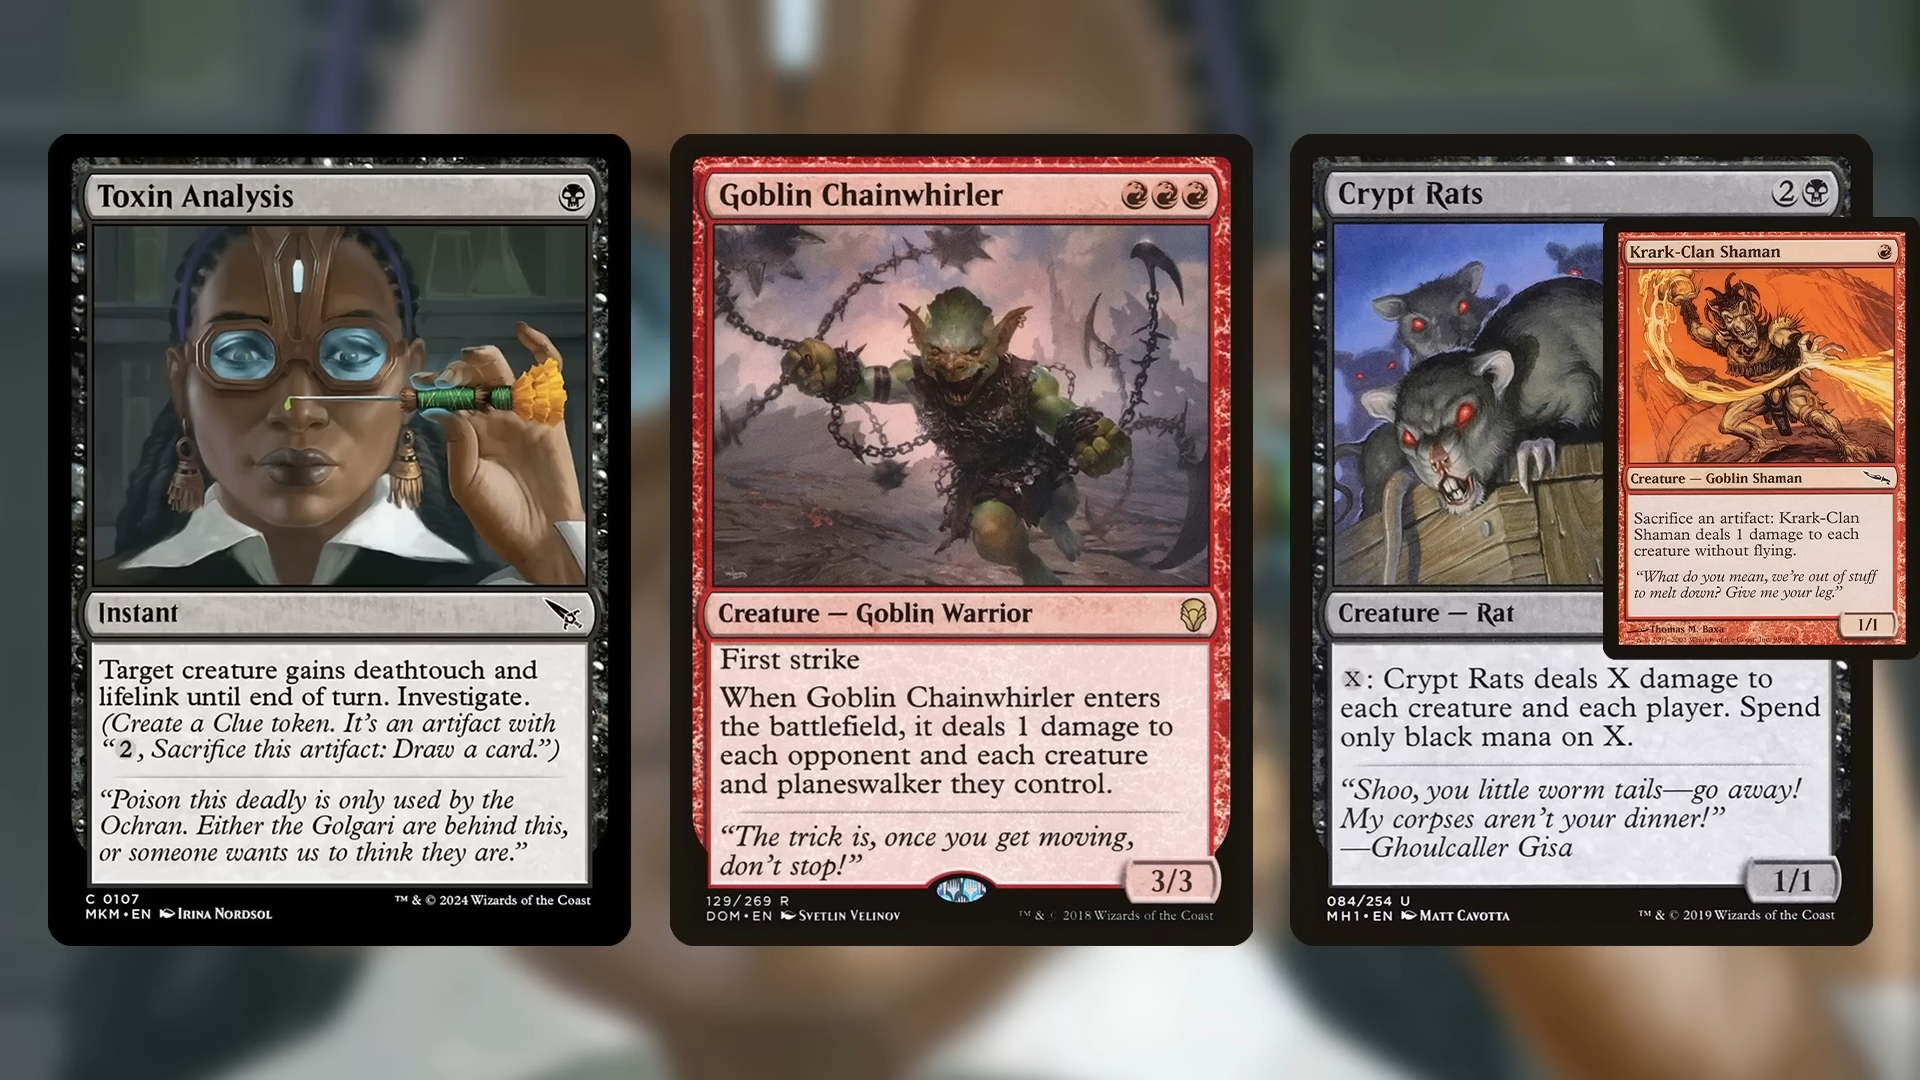 Toxin Analysis
Instant
Target creature gains deathtouch and
lifelink until end of turn. Investigate.
(Create a Clue token. It's an artifact with
“2, Sacrifice this artifact: Draw a card.”)
“Poison this deadly is only used by the
Ochran. Either the Golgari are behind this,
or someone wants us to think they are.”
C 0107
MKM • EN Irina Nordsol
™ & © 2024 Wizards of the Coast
Goblin Chainwhirler
Creature — Goblin Warrior
First strike
When Goblin Chainwhirler enters
the battlefield, it deals 1 damage to
each opponent and each creature
and planeswalker they control.
“The trick is, once you get moving,
don't stop!”
3/3
129/269 R
DOM • EN Svetlin Velinov
™ & © 2018 Wizards of the Coast
Crypt Rats
2
Creature — Rat
X: Crypt Rats deals X damage to
each creature and each player. Spend
only black mana on X.
“Shoo, you little worm tails—go away!
My corpses aren't your dinner!”
—Ghoulcaller Gisa
1/1
084/254 U
MH1 • EN Matt Cavotta
™ & © 2019 Wizards of the Coast
Krark-Clan Shaman
Creature — Goblin Shaman
Sacrifice an artifact: Krark-Clan
Shaman deals 1 damage to each
creature without flying.
“What do you mean, we're out of stuff
to melt down? Give me your leg.”
Thomas M. Baxa
1/1